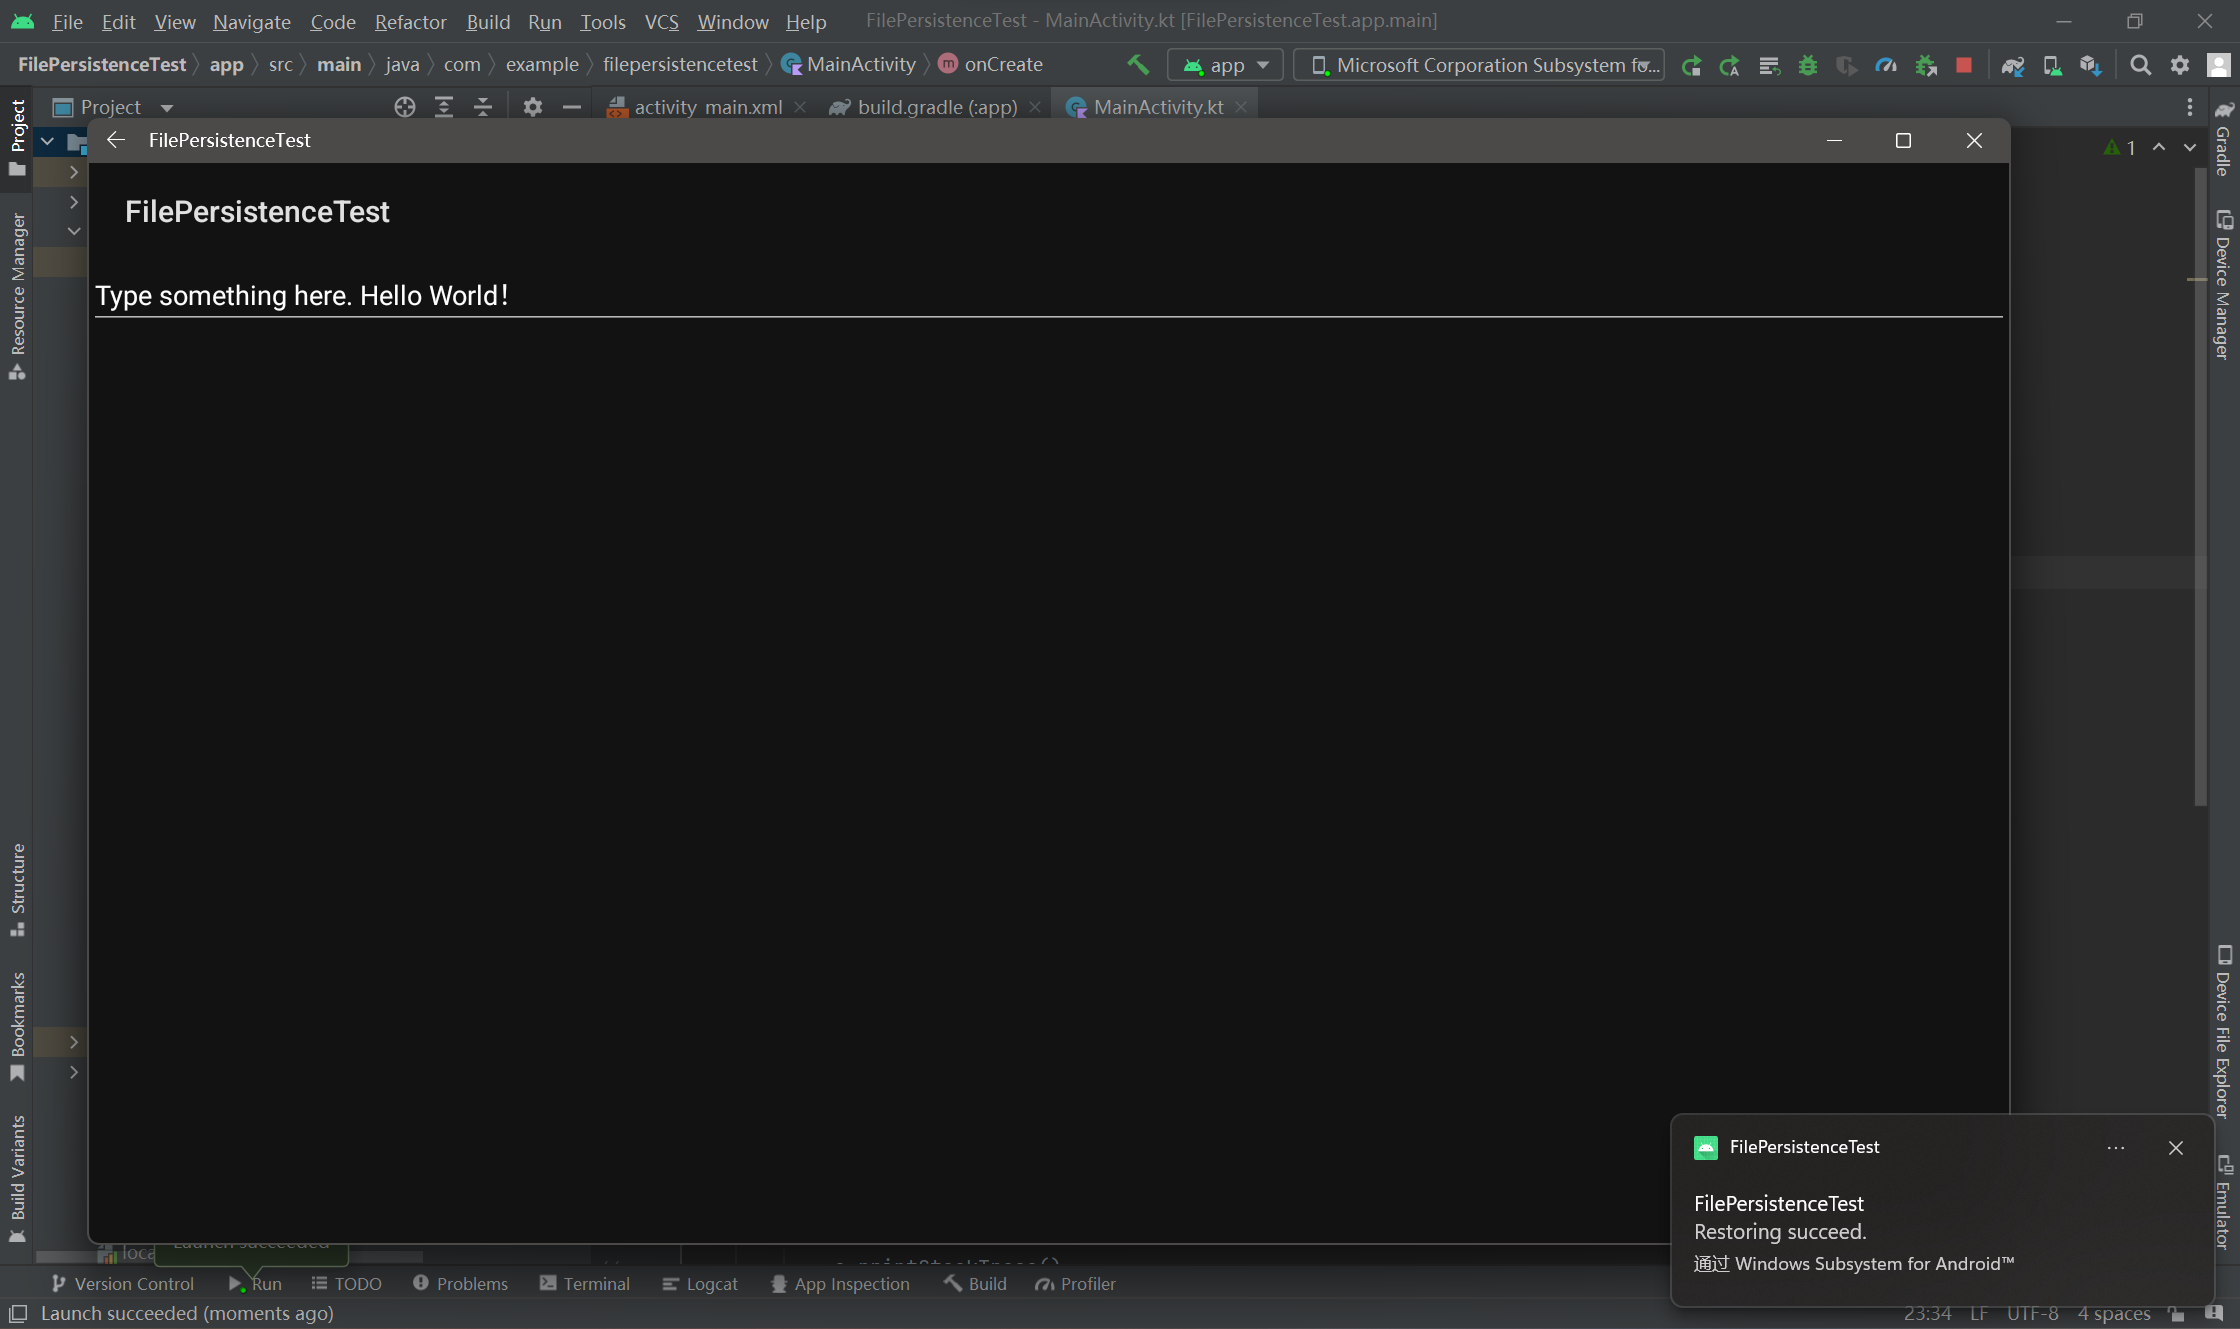 File Edit View Navigate Code Refactor Build Run Tools VCS Window Help FilePersistenceTest - MainActivity.kt [FilePersistenceTest.app.main]
FilePersistenceTest app src main java com example filepersistencetest MainActivity onCreate app Microsoft Corporation Subsystem fo...
Project activity_main.xml build.gradle (:app) MainActivity.kt
FilePersistenceTest
1
FilePersistenceTest
Type something here. Hello World!
Project
Resource Manager
Structure
Bookmarks
Build Variants
Gradle
Device Manager
Device File Explorer
Emulator
FilePersistenceTest
FilePersistenceTest
Restoring succeed.
通过 Windows Subsystem for Android™
Launch succeeded
Version Control Run TODO Problems Terminal Logcat App Inspection Build Profiler
Launch succeeded (moments ago) 23:34 LF UTF-8 4 spaces